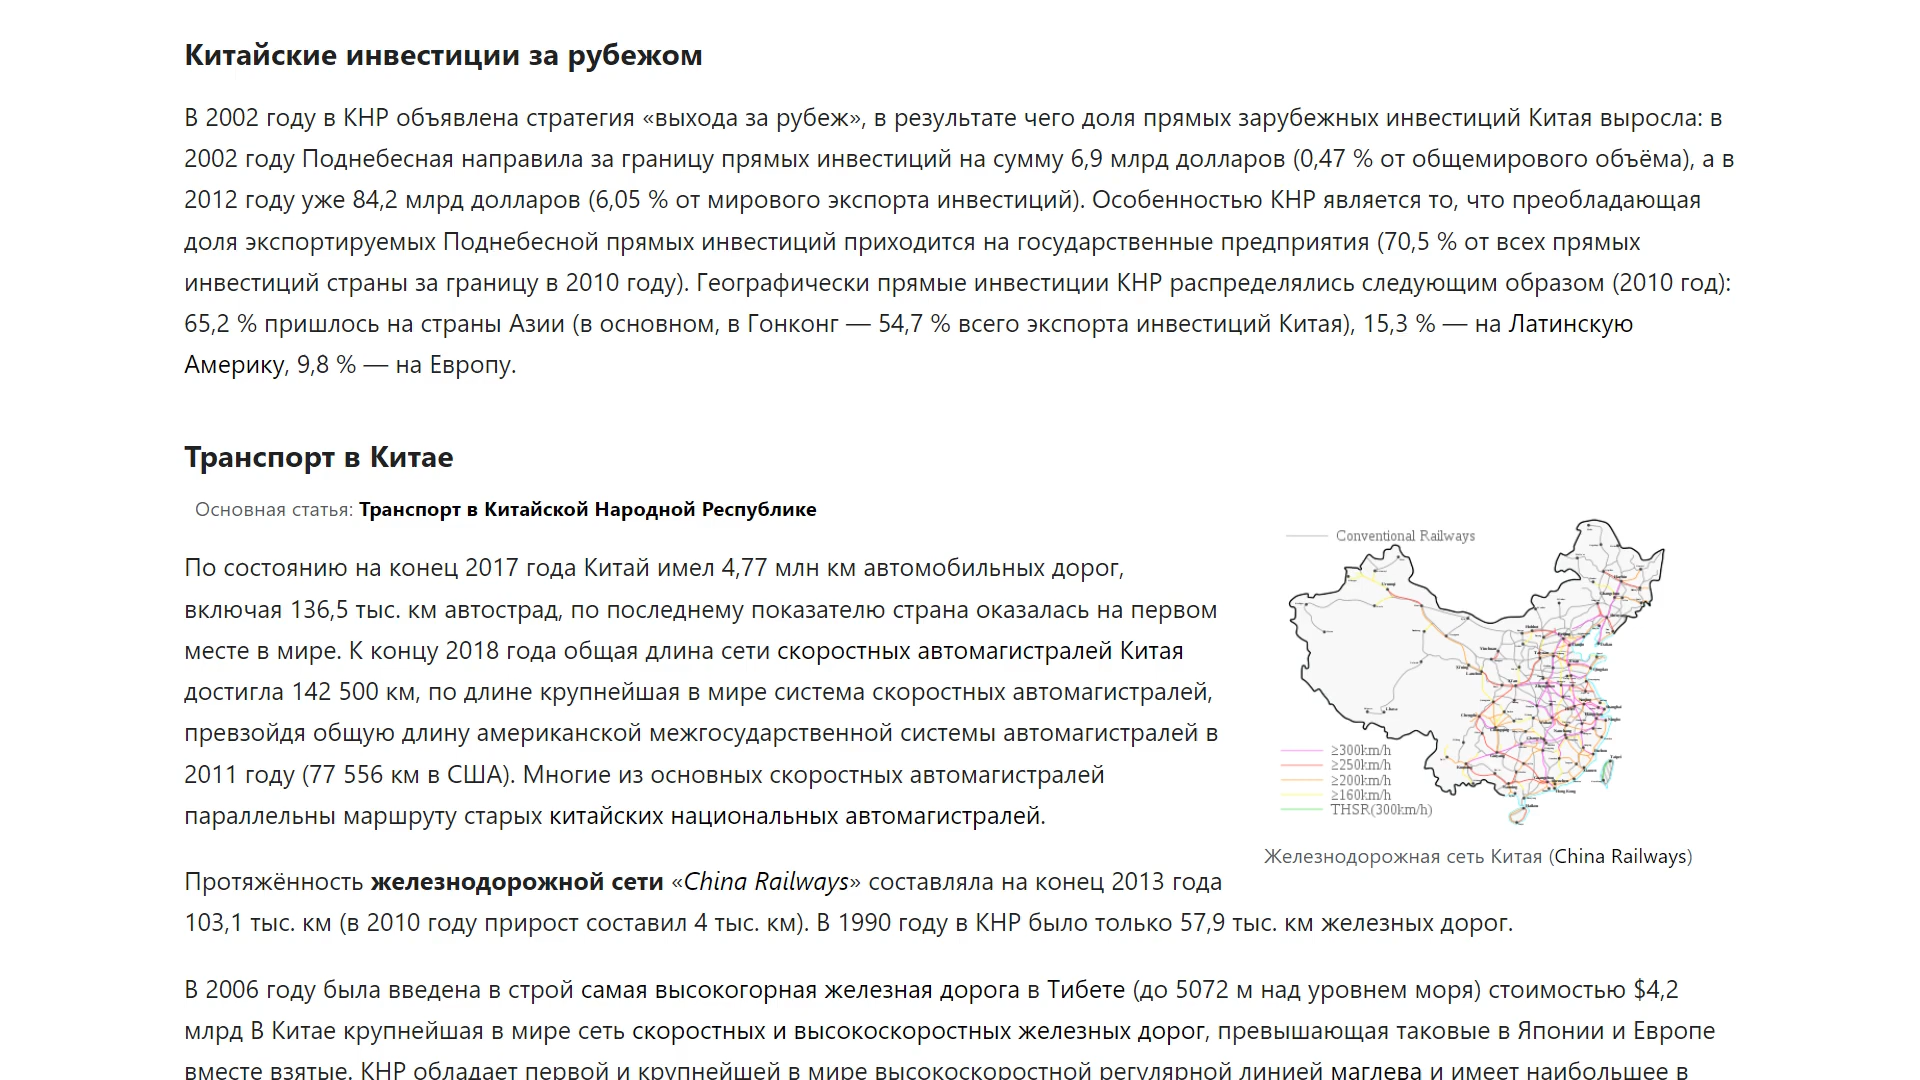 Китайские инвестиции за рубежом
В 2002 году в КНР объявлена стратегия «выхода за рубеж», в результате чего доля прямых зарубежных инвестиций Китая выросла: в
2002 году Поднебесная направила за границу прямых инвестиций на сумму 6,9 млрд долларов (0,47 % от общемирового объёма), а в
2012 году уже 84,2 млрд долларов (6,05 % от мирового экспорта инвестиций). Особенностью КНР является то, что преобладающая
доля экспортируемых Поднебесной прямых инвестиций приходится на государственные предприятия (70,5 % от всех прямых
инвестиций страны за границу в 2010 году). Географически прямые инвестиции КНР распределялись следующим образом (2010 год):
65,2 % пришлось на страны Азии (в основном, в Гонконг — 54,7 % всего экспорта инвестиций Китая), 15,3 % — на Латинскую
Америку, 9,8 % — на Европу.
Транспорт в Китае
Основная статья: Транспорт в Китайской Народной Республике
По состоянию на конец 2017 года Китай имел 4,77 млн км автомобильных дорог,
включая 136,5 тыс. км автострад, по последнему показателю страна оказалась на первом
месте в мире. К концу 2018 года общая длина сети скоростных автомагистралей Китая
достигла 142 500 км, по длине крупнейшая в мире система скоростных автомагистралей,
превзойдя общую длину американской межгосударственной системы автомагистралей в
2011 году (77 556 км в США). Многие из основных скоростных автомагистралей
параллельны маршруту старых китайских национальных автомагистралей.
Conventional Railways
≥300km/h
≥250km/h
≥200km/h
≥160km/h
THSR(300km/h)
Железнодорожная сеть Китая (China Railways)
Протяжённость железнодорожной сети «China Railways» составляла на конец 2013 года
103,1 тыс. км (в 2010 году прирост составил 4 тыс. км). В 1990 году в КНР было только 57,9 тыс. км железных дорог.
В 2006 году была введена в строй самая высокогорная железная дорога в Тибете (до 5072 м над уровнем моря) стоимостью $4,2
млрд В Китае крупнейшая в мире сеть скоростных и высокоскоростных железных дорог, превышающая таковые в Японии и Европе
вместе взятые. КНР обладает первой и крупнейшей в мире высокоскоростной регулярной линией маглева и имеет наибольшее в